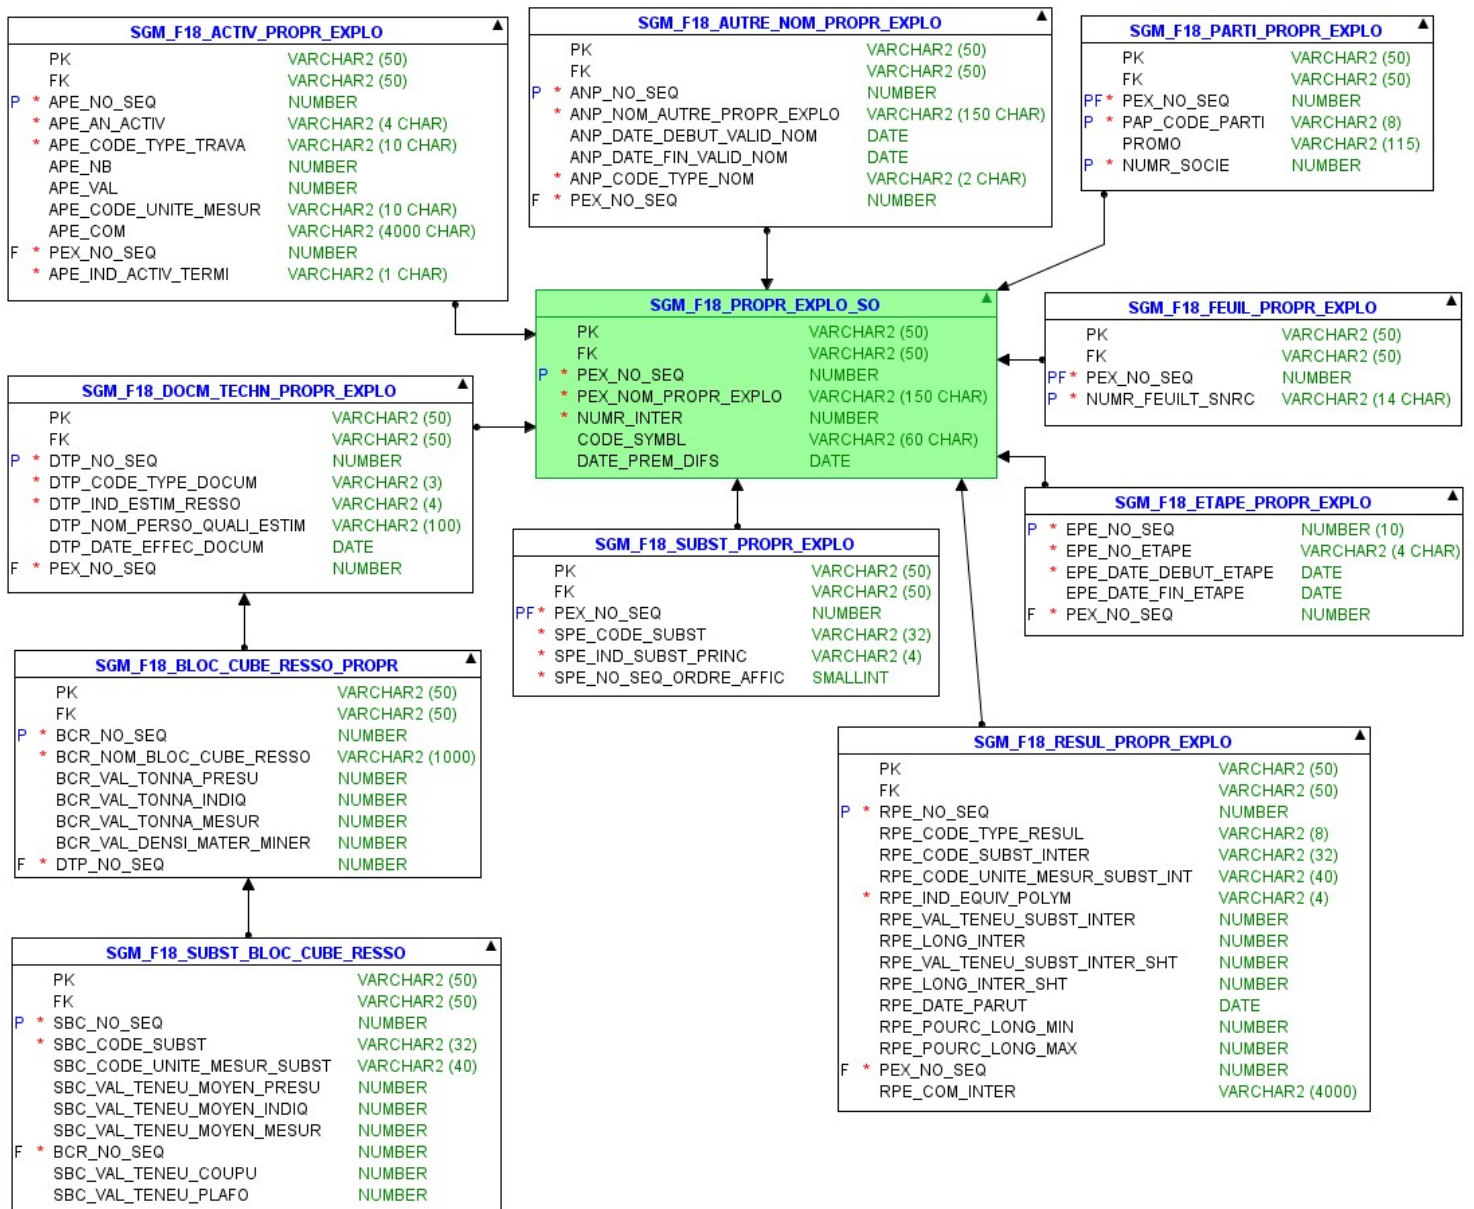 SGM_F18_ACTIV_PROPR_EXPLO
PK VARCHAR2 (50)
FK VARCHAR2 (50)
P * APE_NO_SEQ NUMBER
* APE_AN_ACTIV VARCHAR2 (4 CHAR)
* APE_CODE_TYPE_TRAVA VARCHAR2 (10 CHAR)
APE_NB NUMBER
APE_VAL NUMBER
APE_CODE_UNITE_MESUR VARCHAR2 (10 CHAR)
APE_COM VARCHAR2 (4000 CHAR)
F * PEX_NO_SEQ NUMBER
* APE_IND_ACTIV_TERMI VARCHAR2 (1 CHAR)
SGM_F18_AUTRE_NOM_PROPR_EXPLO
PK VARCHAR2 (50)
FK VARCHAR2 (50)
P * ANP_NO_SEQ NUMBER
* ANP_NOM_AUTRE_PROPR_EXPLO VARCHAR2 (150 CHAR)
ANP_DATE_DEBUT_VALID_NOM DATE
ANP_DATE_FIN_VALID_NOM DATE
* ANP_CODE_TYPE_NOM VARCHAR2 (2 CHAR)
F * PEX_NO_SEQ NUMBER
SGM_F18_PARTI_PROPR_EXPLO
PK VARCHAR2 (50)
FK VARCHAR2 (50)
PF * PEX_NO_SEQ NUMBER
P * PAP_CODE_PARTI VARCHAR2 (8)
PROMO VARCHAR2 (115)
P * NUMR_SOCIE NUMBER
SGM_F18_PROPR_EXPLO_SO
PK VARCHAR2 (50)
FK VARCHAR2 (50)
P * PEX_NO_SEQ NUMBER
* PEX_NOM_PROPR_EXPLO VARCHAR2 (150 CHAR)
* NUMR_INTER NUMBER
CODE_SYMBL VARCHAR2 (60 CHAR)
DATE_PREM_DIFS DATE
SGM_F18_FEUIL_PROPR_EXPLO
PK VARCHAR2 (50)
FK VARCHAR2 (50)
PF * PEX_NO_SEQ NUMBER
P * NUMR_FEUILT_SNRC VARCHAR2 (14 CHAR)
SGM_F18_DOCM_TECHN_PROPR_EXPLO
PK VARCHAR2 (50)
FK VARCHAR2 (50)
P * DTP_NO_SEQ NUMBER
* DTP_CODE_TYPE_DOCUM VARCHAR2 (3)
* DTP_IND_ESTIM_RESSO VARCHAR2 (4)
DTP_NOM_PERSO_QUALI_ESTIM VARCHAR2 (100)
DTP_DATE_EFFEC_DOCUM DATE
F * PEX_NO_SEQ NUMBER
SGM_F18_ETAPE_PROPR_EXPLO
P * EPE_NO_SEQ NUMBER (10)
* EPE_NO_ETAPE VARCHAR2 (4 CHAR)
* EPE_DATE_DEBUT_ETAPE DATE
EPE_DATE_FIN_ETAPE DATE
F * PEX_NO_SEQ NUMBER
SGM_F18_SUBST_PROPR_EXPLO
PK VARCHAR2 (50)
FK VARCHAR2 (50)
PF * PEX_NO_SEQ NUMBER
* SPE_CODE_SUBST VARCHAR2 (32)
* SPE_IND_SUBST_PRINC VARCHAR2 (4)
* SPE_NO_SEQ_ORDRE_AFFIC SMALLINT
SGM_F18_BLOC_CUBE_RESSO_PROPR
PK VARCHAR2 (50)
FK VARCHAR2 (50)
P * BCR_NO_SEQ NUMBER
* BCR_NOM_BLOC_CUBE_RESSO VARCHAR2 (1000)
BCR_VAL_TONNA_PRESU NUMBER
BCR_VAL_TONNA_INDIQ NUMBER
BCR_VAL_TONNA_MESUR NUMBER
BCR_VAL_DENSI_MATER_MINER NUMBER
F * DTP_NO_SEQ NUMBER
SGM_F18_RESUL_PROPR_EXPLO
PK VARCHAR2 (50)
FK VARCHAR2 (50)
P * RPE_NO_SEQ NUMBER
RPE_CODE_TYPE_RESUL VARCHAR2 (8)
RPE_CODE_SUBST_INTER VARCHAR2 (32)
RPE_CODE_UNITE_MESUR_SUBST_INT VARCHAR2 (40)
* RPE_IND_EQUIV_POLYM VARCHAR2 (4)
RPE_VAL_TENEU_SUBST_INTER NUMBER
RPE_LONG_INTER NUMBER
RPE_VAL_TENEU_SUBST_INTER_SHT NUMBER
RPE_LONG_INTER_SHT NUMBER
RPE_DATE_PARUT DATE
RPE_POURC_LONG_MIN NUMBER
RPE_POURC_LONG_MAX NUMBER
F * PEX_NO_SEQ NUMBER
RPE_COM_INTER VARCHAR2 (4000)
SGM_F18_SUBST_BLOC_CUBE_RESSO
PK VARCHAR2 (50)
FK VARCHAR2 (50)
P * SBC_NO_SEQ NUMBER
* SBC_CODE_SUBST VARCHAR2 (32)
SBC_CODE_UNITE_MESUR_SUBST VARCHAR2 (40)
SBC_VAL_TENEU_MOYEN_PRESU NUMBER
SBC_VAL_TENEU_MOYEN_INDIQ NUMBER
SBC_VAL_TENEU_MOYEN_MESUR NUMBER
F * BCR_NO_SEQ NUMBER
SBC_VAL_TENEU_COUPU NUMBER
SBC_VAL_TENEU_PLAFO NUMBER